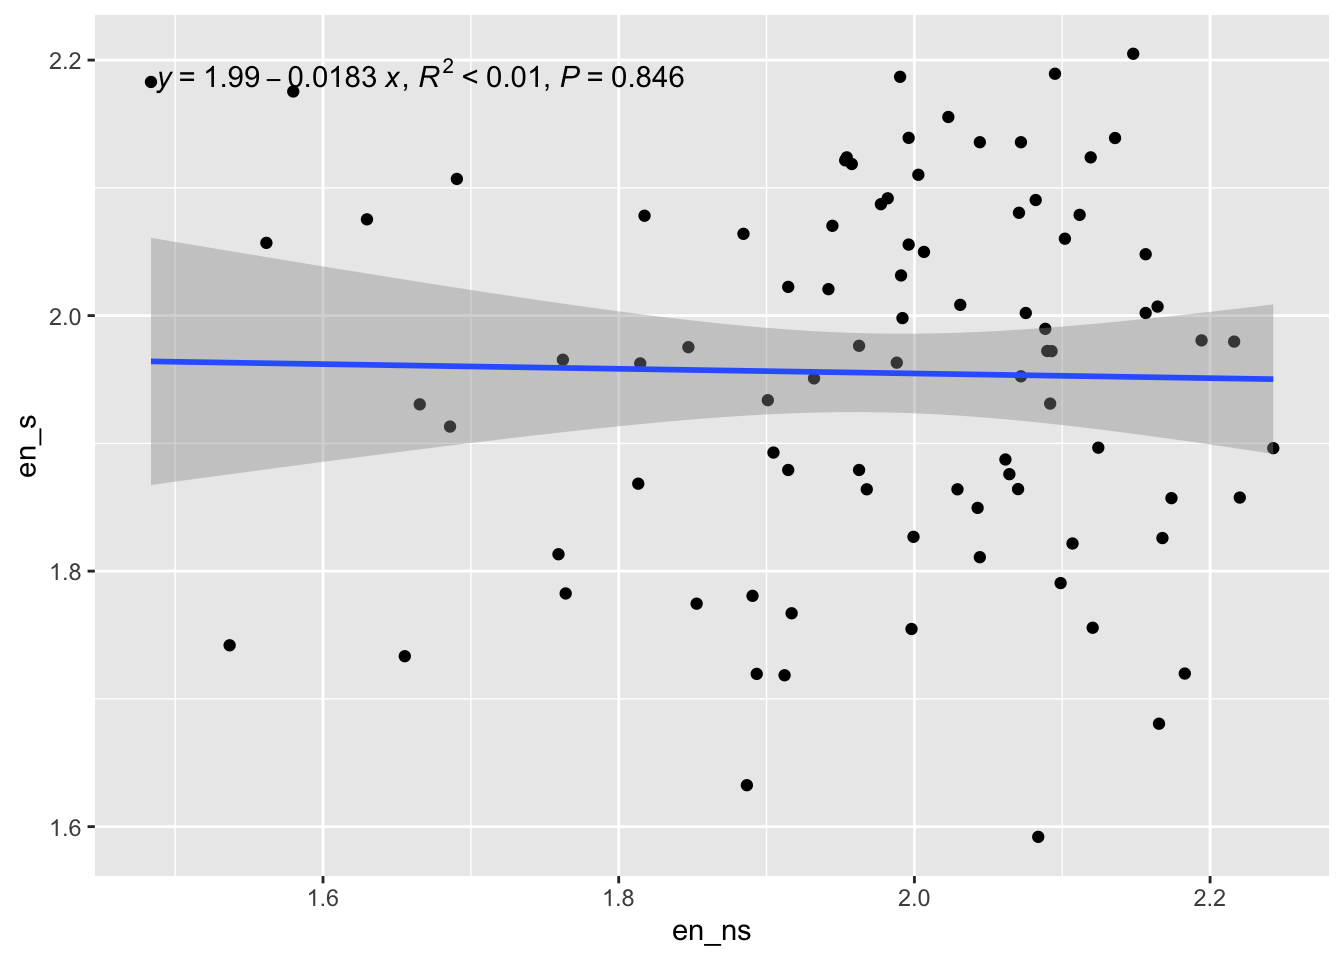 y = 1.99 − 0.0183 x, R² < 0.01, P = 0.846
2.2
2.0
1.8
1.6
en_s
1.6 1.8 2.0 2.2
en_ns